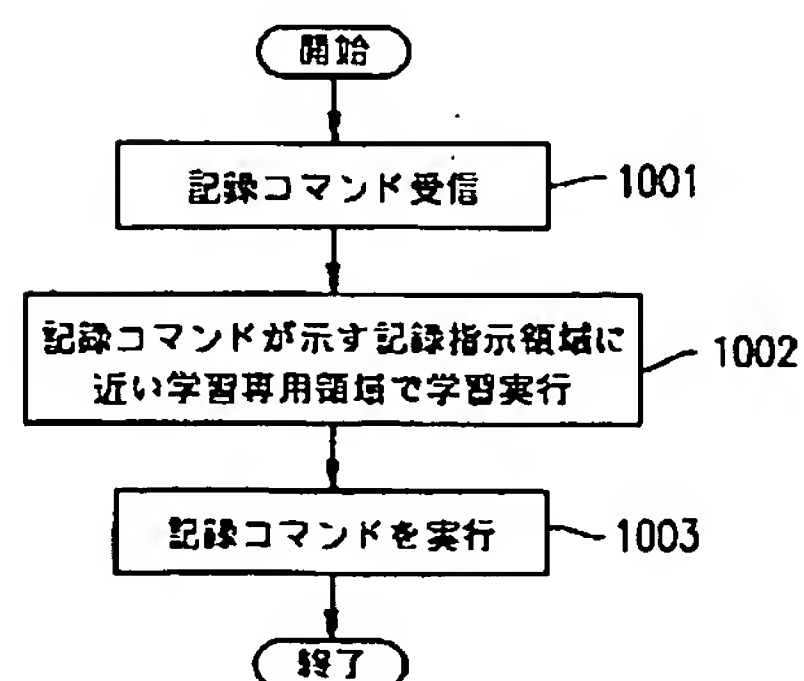 開始
記録コマンド受信
1001
記録コマンドが示す記録指示領域に
近い学習専用領域で学習実行
1002
記録コマンドを実行
1003
終了